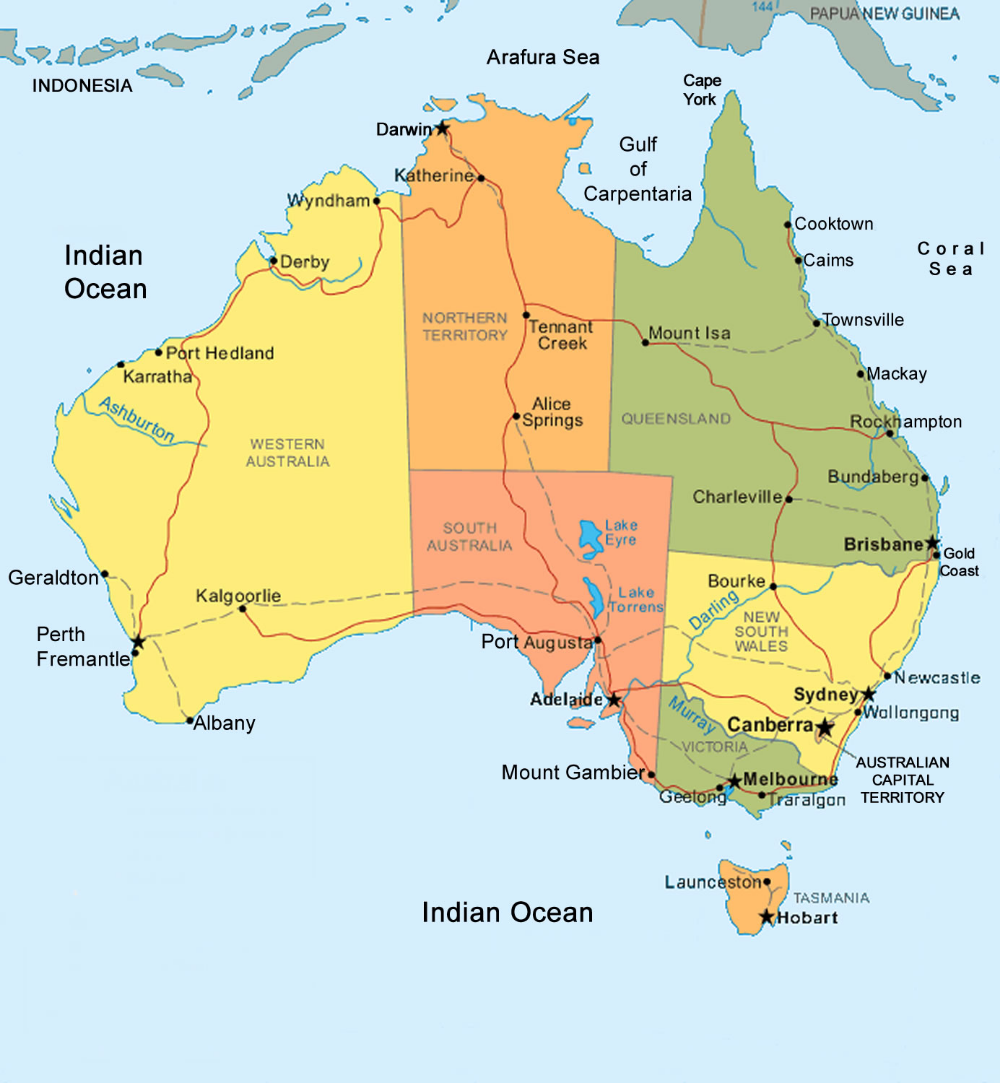 144
PAPUA NEW GUINEA
Arafura Sea
INDONESIA
Cape
York
Darwin
Gulf
of
Carpentaria
Katherine
Wyndham
Cooktown
Indian
Ocean
Derby
Caims
Coral
Sea
NORTHERN
TERRITORY
Townsville
Tennant
Creek
Mount Isa
Port Hedland
Karratha
Mackay
Ashburton
Alice
Springs
QUEENSLAND
Rockhampton
WESTERN
AUSTRALIA
Bundaberg
Charleville
SOUTH
AUSTRALIA
Lake
Eyre
Brisbane
Gold
Coast
Geraldton
Kalgoorlie
Lake
Torrens
Bourke
Darling
NEW
SOUTH
WALES
Perth
Fremantle
Port Augusta
Newcastle
Adelaide
Sydney
Wollongong
Albany
Murray
Canberra
VICTORIA
AUSTRALIAN
CAPITAL
TERRITORY
Mount Gambier
Melbourne
Geelong
Traralgon
Launceston
TASMANIA
Hobart
Indian Ocean